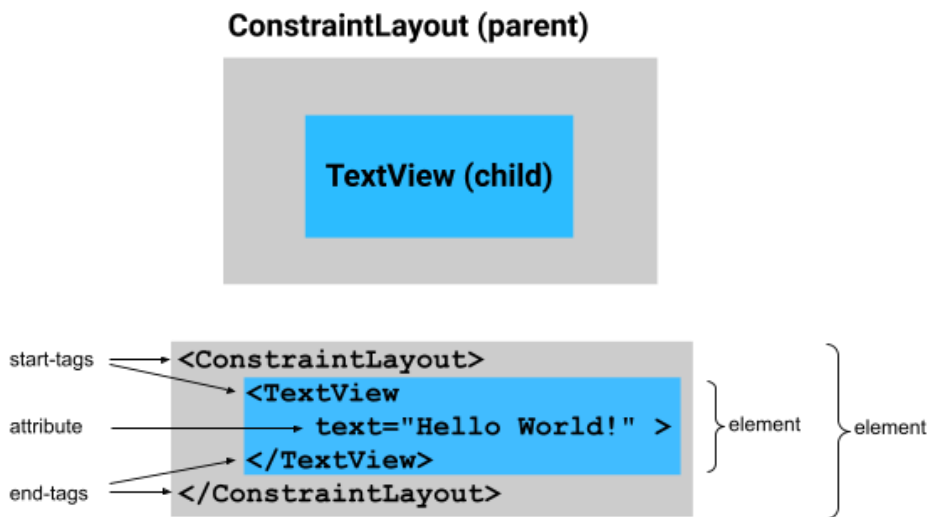 ConstraintLayout (parent)
TextView (child)
start-tags
<ConstraintLayout>
<TextView
attribute
text="Hello World!" >
element
element
</TextView>
end-tags
</ConstraintLayout>